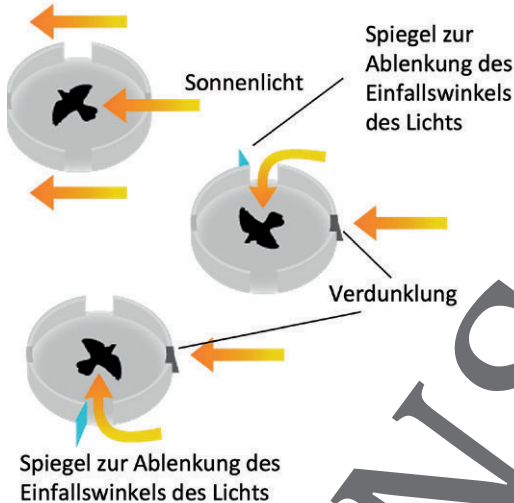 Spiegel zur
Ablenkung des
Einfallswinkels
des Lichts
Sonnenlicht
Verdunklung
Spiegel zur Ablenkung des
Einfallswinkels des Lichts